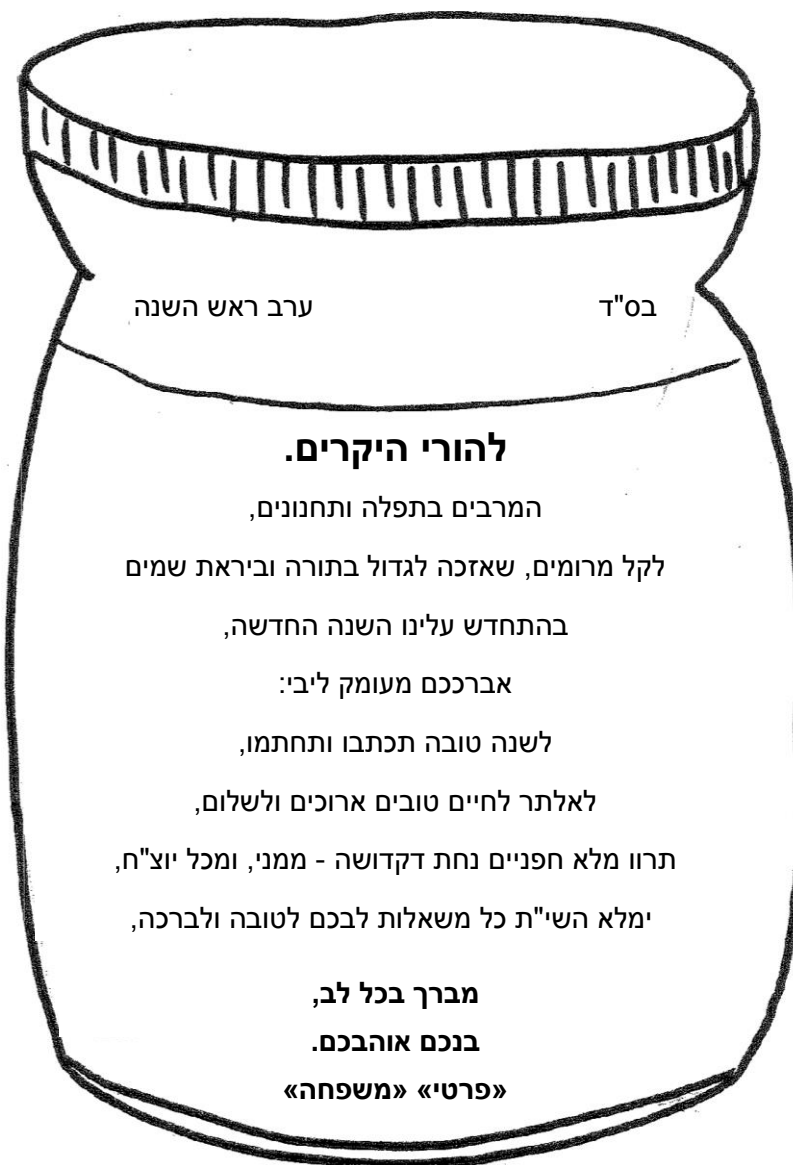 בס"ד ערב ראש השנה
להורי היקרים.
המרבים בתפלה ותחנונים,
לקל מרומים, שאזכה לגדול בתורה וביראת שמים
בהתחדש עלינו השנה החדשה,
אברככם מעומק ליבי:
לשנה טובה תכתבו ותחתמו,
לאלתר לחיים טובים ארוכים ולשלום,
תרוו מלא חפניים נחת דקדושה - ממני, ומכל יוצ"ח,
ימלא השי"ת כל משאלות לבכם לטובה ולברכה,
מברך בכל לב,
בנכם אוהבכם.
«פרטי» «משפחה»